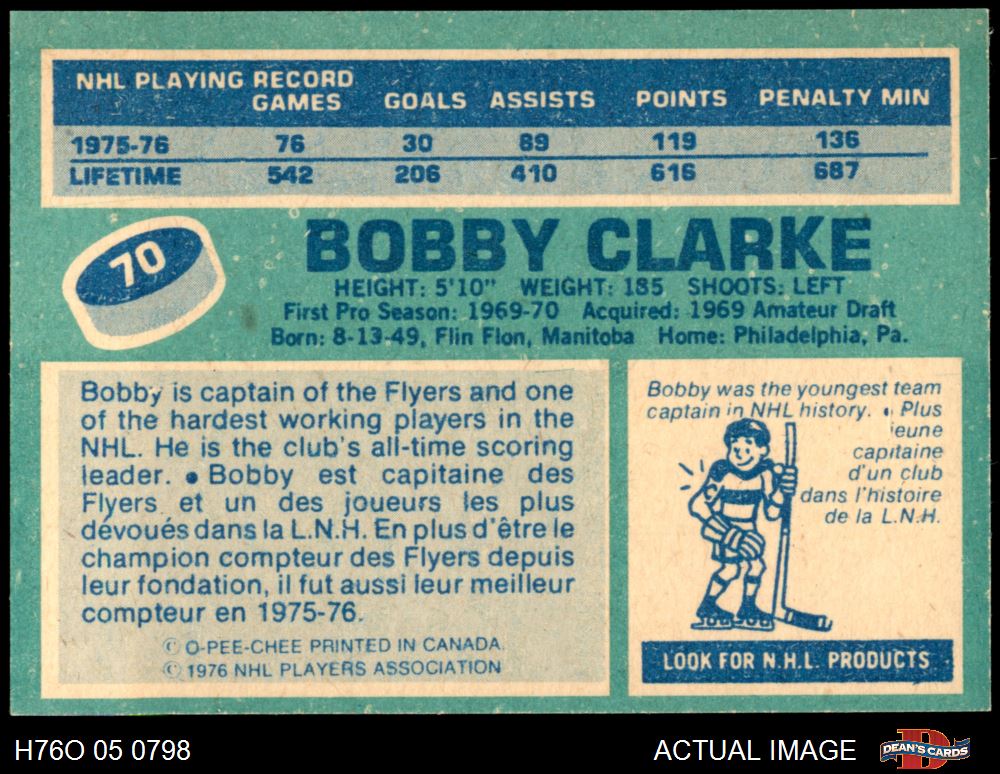 NHL PLAYING RECORD
GAMES GOALS ASSISTS POINTS PENALTY MIN
1975-76 76 30 89 119 136
LIFETIME 542 206 410 616 687
70
BOBBY CLARKE
HEIGHT: 5'10" WEIGHT: 185 SHOOTS: LEFT
First Pro Season: 1969-70 Acquired: 1969 Amateur Draft
Born: 8-13-49, Flin Flon, Manitoba Home: Philadelphia, Pa.
Bobby is captain of the Flyers and one
of the hardest working players in the
NHL. He is the club's all-time scoring
leader. • Bobby est capitaine des
Flyers et un des joueurs les plus
dévoués dans la L.N.H. En plus d'être le
champion compteur des Flyers depuis
leur fondation, il fut aussi leur meilleur
compteur en 1975-76.
© O-PEE-CHEE PRINTED IN CANADA.
© 1976 NHL PLAYERS ASSOCIATION
Bobby was the youngest team
captain in NHL history. • Plus
jeune
capitaine
d'un club
dans l'histoire
de la L.N.H.
LOOK FOR N.H.L. PRODUCTS
H76O 05 0798
ACTUAL IMAGE
DEAN'S CARDS